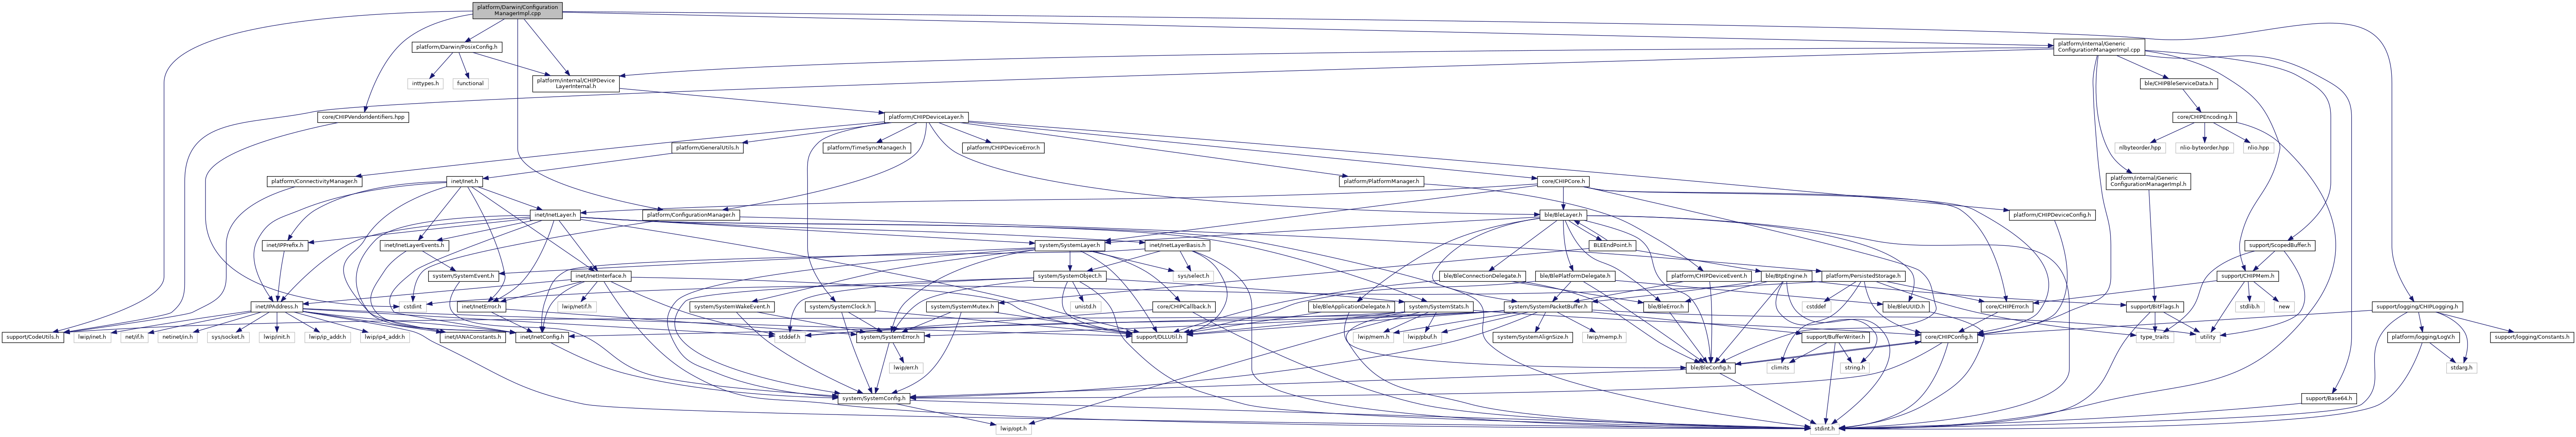 platform/Darwin/Configuration
ManagerImpl.cpp
platform/Darwin/PosixConfig.h
platform/internal/Generic
ConfigurationManagerImpl.cpp
inttypes.h
functional
platform/internal/CHIPDevice
LayerInternal.h
ble/CHIPBleServiceData.h
core/CHIPVendorIdentifiers.hpp
platform/CHIPDeviceLayer.h
core/CHIPEncoding.h
platform/GeneralUtils.h
platform/TimeSyncManager.h
platform/CHIPDeviceError.h
nlbyteorder.hpp
nlio-byteorder.hpp
nlio.hpp
platform/ConnectivityManager.h
inet/Inet.h
platform/PlatformManager.h
core/CHIPCore.h
platform/internal/Generic
ConfigurationManagerImpl.h
inet/InetLayer.h
platform/ConfigurationManager.h
ble/BleLayer.h
platform/CHIPDeviceConfig.h
inet/IPPrefix.h
inet/InetLayerEvents.h
system/SystemLayer.h
inet/InetLayerBasis.h
BLEEndPoint.h
support/ScopedBuffer.h
system/SystemEvent.h
inet/InetInterface.h
system/SystemObject.h
sys/select.h
ble/BleConnectionDelegate.h
ble/BlePlatformDelegate.h
platform/CHIPDeviceEvent.h
ble/BtpEngine.h
platform/PersistedStorage.h
support/CHIPMem.h
inet/IPAddress.h
cstdint
inet/InetError.h
lwip/netif.h
system/SystemWakeEvent.h
system/SystemClock.h
system/SystemMutex.h
unistd.h
core/CHIPCallback.h
ble/BleApplicationDelegate.h
system/SystemStats.h
system/SystemPacketBuffer.h
ble/BleError.h
cstddef
ble/BleUUID.h
core/CHIPError.h
support/BitFlags.h
stdlib.h
new
support/logging/CHIPLogging.h
support/CodeUtils.h
lwip/inet.h
net/if.h
netinet/in.h
sys/socket.h
lwip/init.h
lwip/ip_addr.h
lwip/ip4_addr.h
inet/IANAConstants.h
inet/InetConfig.h
stddef.h
system/SystemError.h
support/DLLUtil.h
lwip/mem.h
lwip/pbuf.h
system/SystemAlignSize.h
lwip/memp.h
support/BufferWriter.h
core/CHIPConfig.h
type_traits
utility
platform/logging/LogV.h
support/logging/Constants.h
lwip/err.h
ble/BleConfig.h
climits
string.h
stdarg.h
system/SystemConfig.h
support/Base64.h
lwip/opt.h
stdint.h